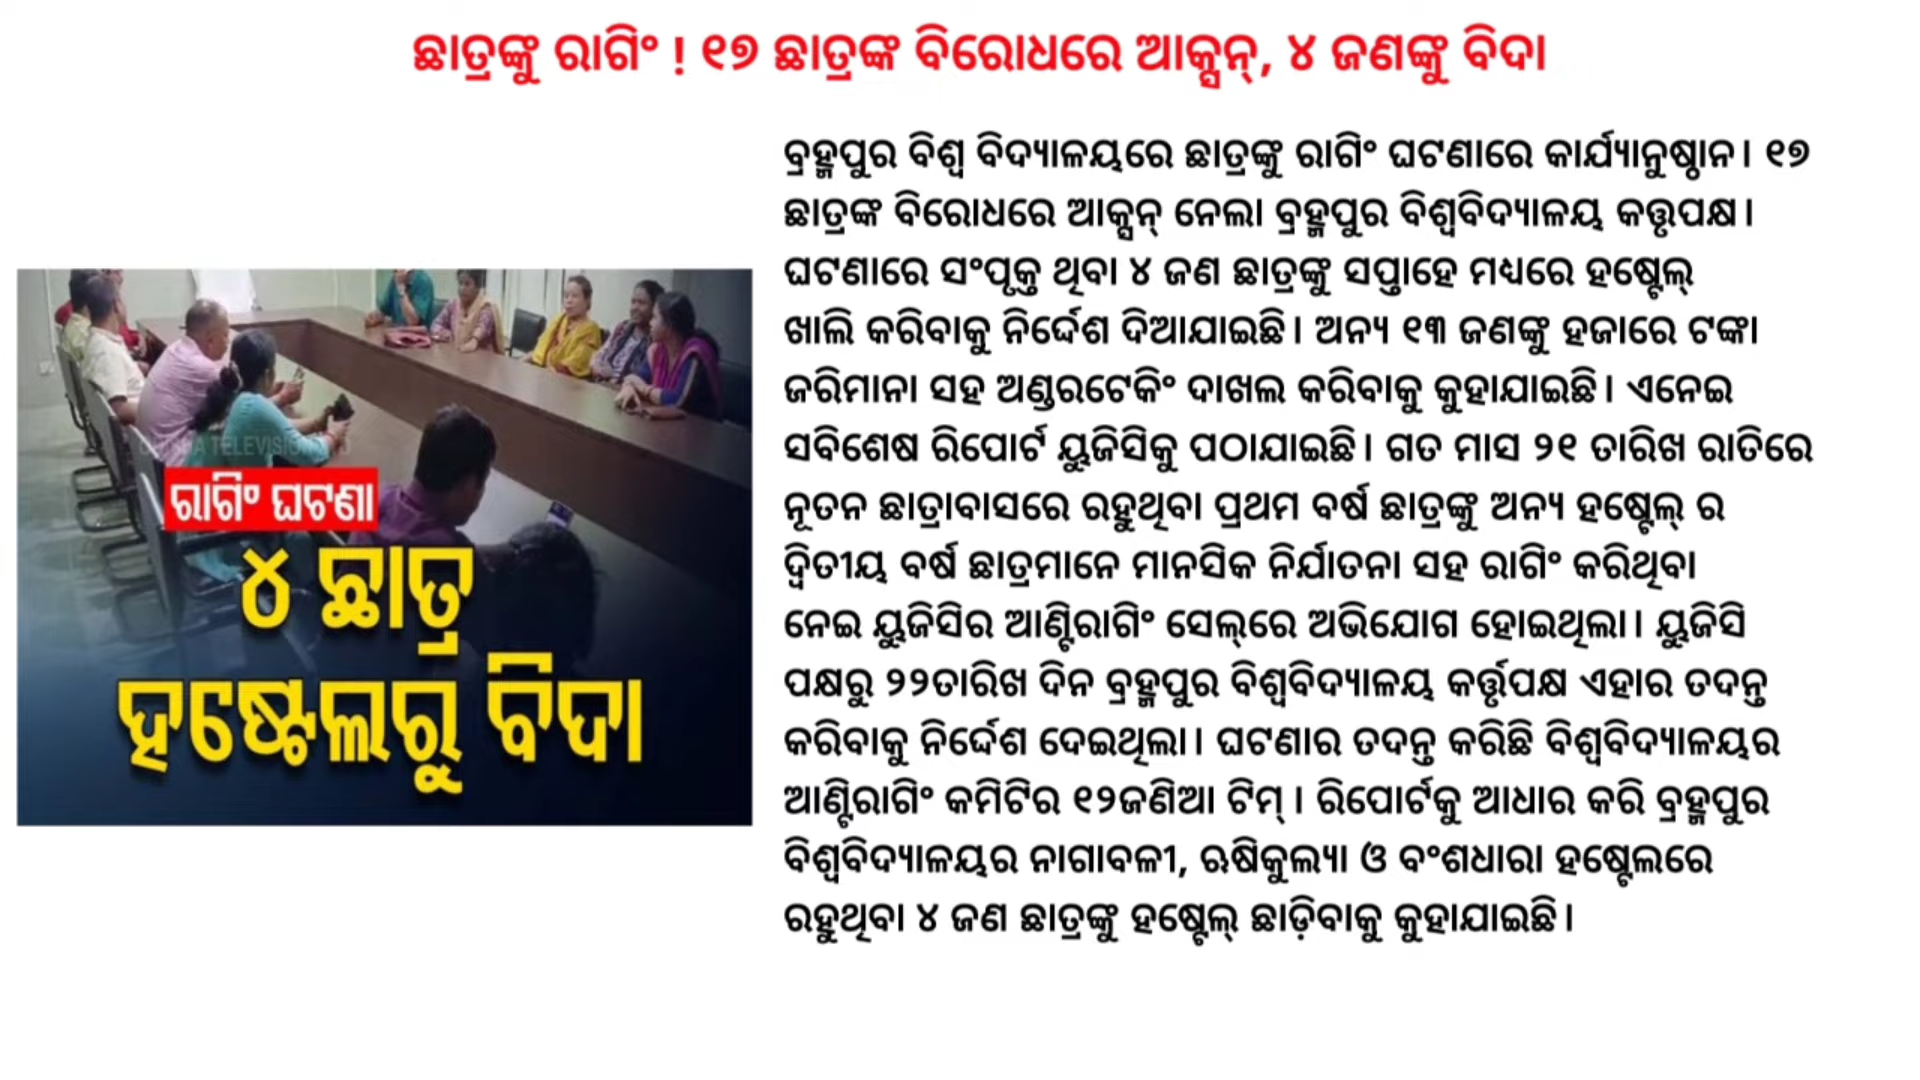 ଛାତ୍ରଙ୍କୁ ରାଗିଂ ! ୧୭ ଛାତ୍ରଙ୍କ ବିରୋଧରେ ଆକ୍ସନ୍, ୪ ଜଣଙ୍କୁ ବିଦା
ବ୍ରହ୍ମପୁର ବିଶ୍ୱ ବିଦ୍ୟାଳୟରେ ଛାତ୍ରଙ୍କୁ ରାଗିଂ ଘଟଣାରେ କାର୍ଯ୍ୟାନୁଷ୍ଠାନ। ୧୭
ଛାତ୍ରଙ୍କ ବିରୋଧରେ ଆକ୍ସନ୍ ନେଲା ବ୍ରହ୍ମପୁର ବିଶ୍ୱବିଦ୍ୟାଳୟ କତ୍ତୃପକ୍ଷ।
ଘଟଣାରେ ସଂପୃକ୍ତ ଥିବା ୪ ଜଣ ଛାତ୍ରଙ୍କୁ ସପ୍ତାହେ ମଧ୍ୟରେ ହଷ୍ଟେଲ୍
ଖାଲି କରିବାକୁ ନିର୍ଦ୍ଦେଶ ଦିଆଯାଇଛି। ଅନ୍ୟ ୧୩ ଜଣଙ୍କୁ ହଜାରେ ଟଙ୍କା
ଜରିମାନା ସହ ଅଣ୍ଡରଟେକିଂ ଦାଖଲ କରିବାକୁ କୁହାଯାଇଛି। ଏନେଇ
ସବିଶେଷ ରିପୋର୍ଟ ୟୁଜିସିକୁ ପଠାଯାଇଛି। ଗତ ମାସ ୨୧ ତାରିଖ ରାତିରେ
ନୂତନ ଛାତ୍ରାବାସରେ ରହୁଥିବା ପ୍ରଥମ ବର୍ଷ ଛାତ୍ରଙ୍କୁ ଅନ୍ୟ ହଷ୍ଟେଲ୍ ର
ଦ୍ୱିତୀୟ ବର୍ଷ ଛାତ୍ରମାନେ ମାନସିକ ନିର୍ଯାତନା ସହ ରାଗିଂ କରିଥିବା
ନେଇ ୟୁଜିସିର ଆଣ୍ଟିରାଗିଂ ସେଲ୍‌ରେ ଅଭିଯୋଗ ହୋଇଥିଲା। ୟୁଜିସି
ପକ୍ଷରୁ ୨୨ତାରିଖ ଦିନ ବ୍ରହ୍ମପୁର ବିଶ୍ୱବିଦ୍ୟାଳୟ କର୍ତ୍ତୃପକ୍ଷ ଏହାର ତଦନ୍ତ
କରିବାକୁ ନିର୍ଦ୍ଦେଶ ଦେଇଥିଲା। ଘଟଣାର ତଦନ୍ତ କରିଛି ବିଶ୍ୱବିଦ୍ୟାଳୟର
ଆଣ୍ଟିରାଗିଂ କମିଟିର ୧୨ଜଣିଆ ଟିମ୍ । ରିପୋର୍ଟକୁ ଆଧାର କରି ବ୍ରହ୍ମପୁର
ବିଶ୍ୱବିଦ୍ୟାଳୟର ନାଗାବଳୀ, ଋଷିକୁଲ୍ୟା ଓ ବଂଶଧାରା ହଷ୍ଟେଲରେ
ରହୁଥିବା ୪ ଜଣ ଛାତ୍ରଙ୍କୁ ହଷ୍ଟେଲ୍ ଛାଡ଼ିବାକୁ କୁହାଯାଇଛି।
ରାଗିଂ ଘଟଣା
୪ ଛାତ୍ର
ହଷ୍ଟେଲରୁ ବିଦା